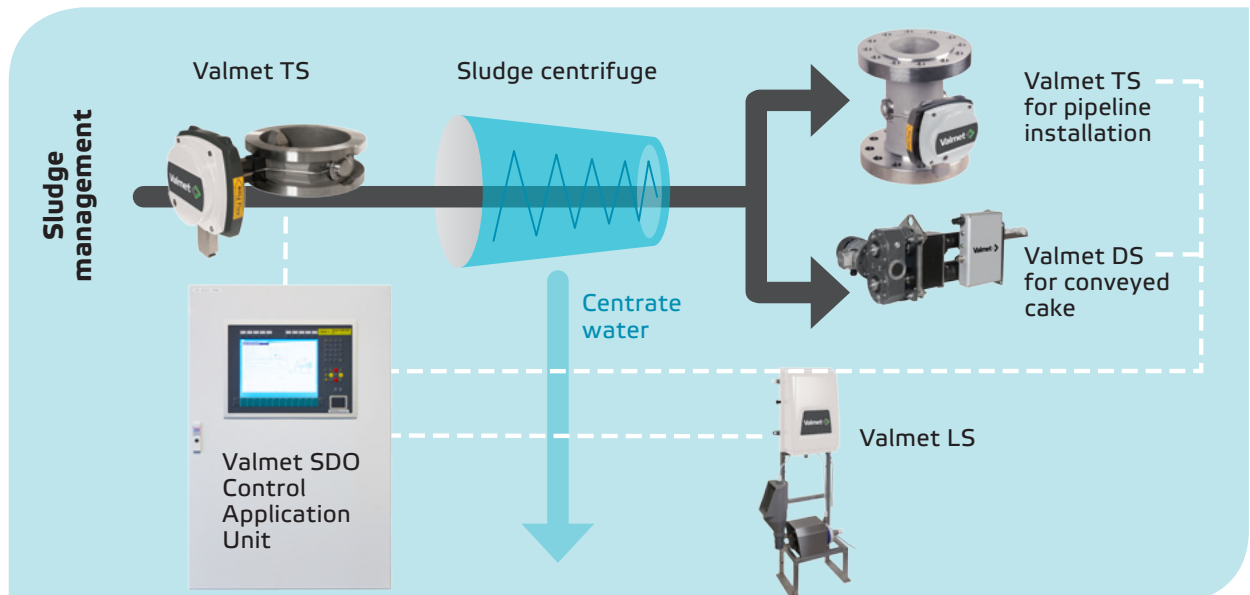 Sludge
management
Valmet TS
Valmet
Sludge centrifuge
Valmet
Valmet TS
for pipeline
installation
Valmet
Valmet DS
for conveyed
cake
Centrate
water
Valmet SDO
Control
Application
Unit
Valmet
Valmet LS